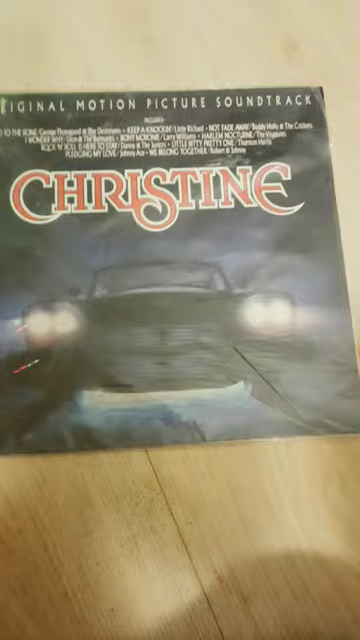 IGINAL MOTION PICTURE SOUNDTRACK
INCLUDES:
TO THE BONE/George Thorogood & The Destroyers • KEEP A-KNOCKIN'/Little Richard • NOT FADE AWAY/Buddy Holly & The Crickets
I WONDER WHY/Dion & The Belmonts • BONY MORONIE/Larry Williams • HARLEM NOCTURNE/The Viscounts
ROCK 'N' ROLL IS HERE TO STAY/Danny & The Juniors • LITTLE BITTY PRETTY ONE/Thurston Harris
PLEDGING MY LOVE/Johnny Ace • WE BELONG TOGETHER/Robert & Johnny
CHRISTINE